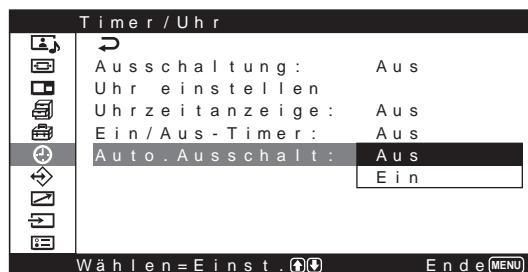 Timer/Uhr
Ausschaltung: Aus
Uhr einstellen
Uhrzeitanzeige: Aus
Ein/Aus-Timer: Aus
Auto.Ausschalt: Aus
Ein
Wählen=Einst. Ende MENU